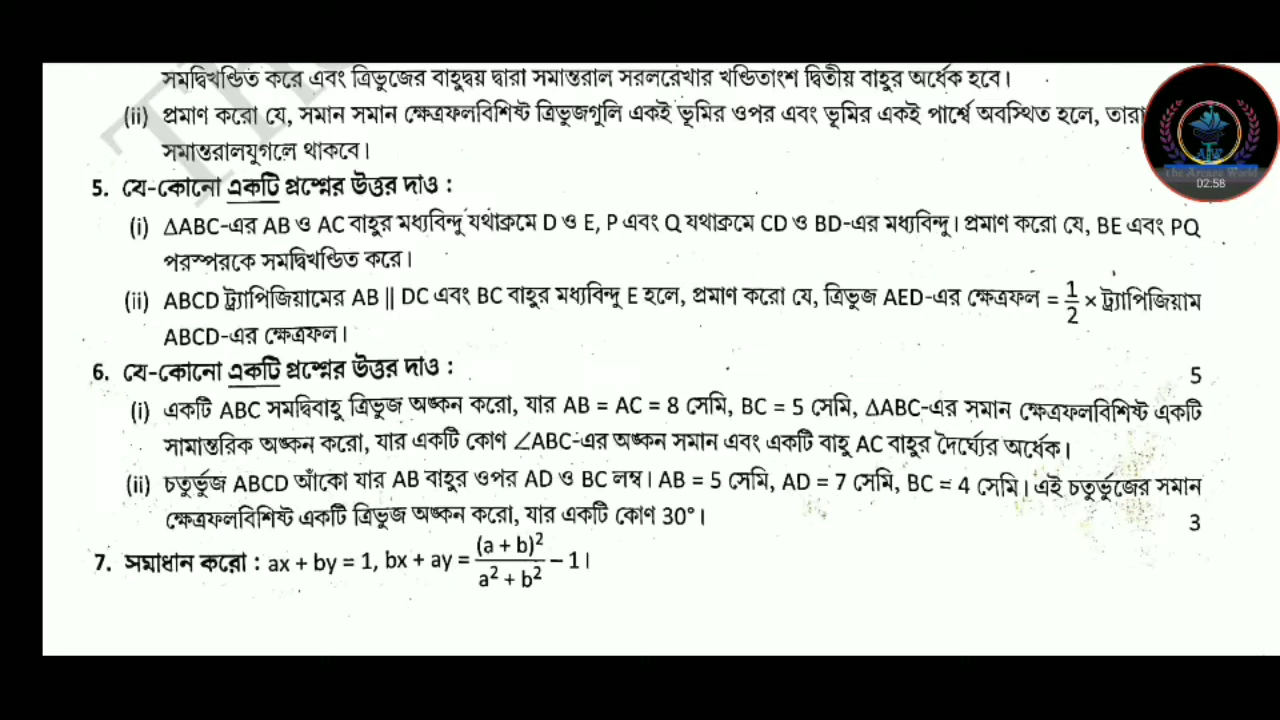 সমদ্বিখণ্ডিত করে এবং ত্রিভুজের বাহুদ্বয় দ্বারা সমান্তরাল সরলরেখার খণ্ডিতাংশ দ্বিতীয় বাহুর অর্ধেক হবে।
(ii) প্রমাণ করো যে, সমান সমান ক্ষেত্রফলবিশিষ্ট ত্রিভুজগুলি একই ভূমির ওপর এবং ভূমির একই পার্শ্বে অবস্থিত হলে, তারা
সমান্তরালযুগলে থাকবে।
The Arcane World
02:58
5. যে-কোনো একটি প্রশ্নের উত্তর দাও :
(i) ΔABC-এর AB ও AC বাহুর মধ্যবিন্দু যথাক্রমে D ও E, P এবং Q যথাক্রমে CD ও BD-এর মধ্যবিন্দু। প্রমাণ করো যে, BE এবং PQ
পরস্পরকে সমদ্বিখণ্ডিত করে।
(ii) ABCD ট্র্যাপিজিয়ামের AB || DC এবং BC বাহুর মধ্যবিন্দু E হলে, প্রমাণ করো যে, ত্রিভুজ AED-এর ক্ষেত্রফল = 1/2 × ট্র্যাপিজিয়াম
ABCD-এর ক্ষেত্রফল।
6. যে-কোনো একটি প্রশ্নের উত্তর দাও : 5
(i) একটি ABC সমদ্বিবাহু ত্রিভুজ অঙ্কন করো, যার AB = AC = 8 সেমি, BC = 5 সেমি, ΔABC-এর সমান ক্ষেত্রফলবিশিষ্ট একটি
সামান্তরিক অঙ্কন করো, যার একটি কোণ ∠ABC-এর অঙ্কন সমান এবং একটি বাহু AC বাহুর দৈর্ঘ্যের অর্ধেক।
(ii) চতুর্ভুজ ABCD আঁকো যার AB বাহুর ওপর AD ও BC লম্ব। AB = 5 সেমি, AD = 7 সেমি, BC = 4 সেমি। এই চতুর্ভুজের সমান
ক্ষেত্রফলবিশিষ্ট একটি ত্রিভুজ অঙ্কন করো, যার একটি কোণ 30°। 3
7. সমাধান করো : ax + by = 1, bx + ay = (a + b)²/(a² + b²) − 1।